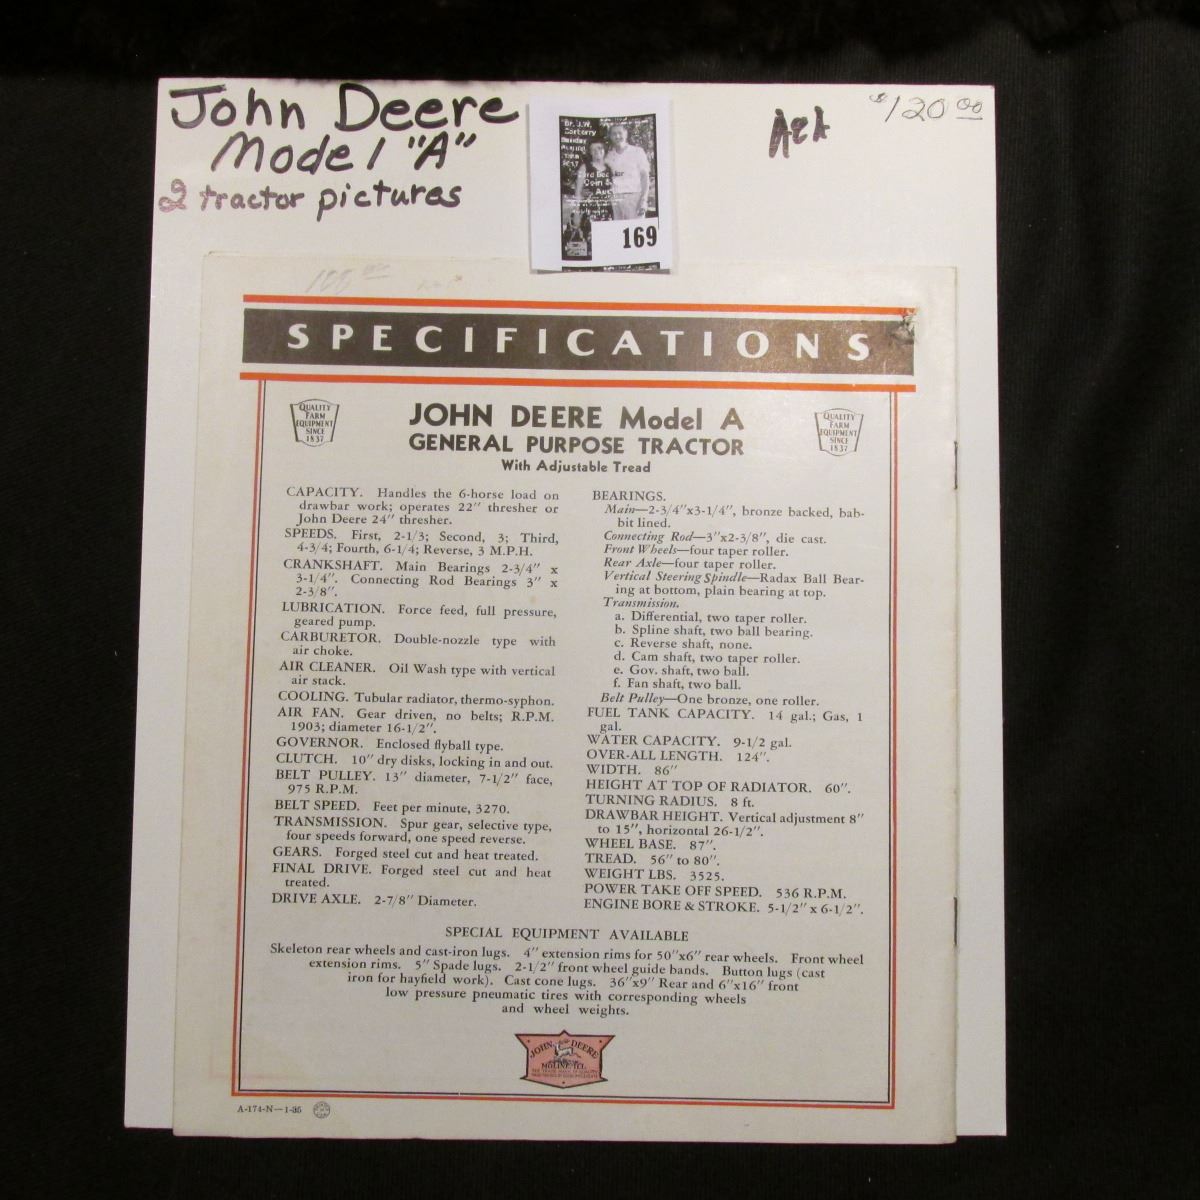 John Deere
Model "A"
2 tractor pictures
A&A
$120.00
Dr. J.W.
Carberry
Sunday
Auct
169
SPECIFICATIONS
QUALITY
FARM
EQUIPMENT
SINCE
1837
JOHN DEERE Model A
GENERAL PURPOSE TRACTOR
With Adjustable Tread
QUALITY
FARM
EQUIPMENT
SINCE
1837
CAPACITY. Handles the 6-horse load on
drawbar work; operates 22" thresher or
John Deere 24" thresher.
SPEEDS. First, 2-1/3; Second, 3; Third,
4-3/4; Fourth, 6-1/4; Reverse, 3 M.P.H.
CRANKSHAFT. Main Bearings 2-3/4" x
3-1/4". Connecting Rod Bearings 3" x
2-3/8".
LUBRICATION. Force feed, full pressure,
geared pump.
CARBURETOR. Double-nozzle type with
air choke.
AIR CLEANER. Oil Wash type with vertical
air stack.
COOLING. Tubular radiator, thermo-syphon.
AIR FAN. Gear driven, no belts; R.P.M.
1903; diameter 16-1/2".
GOVERNOR. Enclosed flyball type.
CLUTCH. 10" dry disks, locking in and out.
BELT PULLEY. 13" diameter, 7-1/2" face,
975 R.P.M.
BELT SPEED. Feet per minute, 3270.
TRANSMISSION. Spur gear, selective type,
four speeds forward, one speed reverse.
GEARS. Forged steel cut and heat treated.
FINAL DRIVE. Forged steel cut and heat
treated.
DRIVE AXLE. 2-7/8" Diameter.
BEARINGS.
Main—2-3/4"x3-1/4", bronze backed, bab-
bit lined.
Connecting Rod—3"x2-3/8", die cast.
Front Wheels—four taper roller.
Rear Axle—four taper roller.
Vertical Steering Spindle—Radax Ball Bear-
ing at bottom, plain bearing at top.
Transmission.
a. Differential, two taper roller.
b. Spline shaft, two ball bearing.
c. Reverse shaft, none.
d. Cam shaft, two taper roller.
e. Gov. shaft, two ball.
f. Fan shaft, two ball.
Belt Pulley—One bronze, one roller.
FUEL TANK CAPACITY. 14 gal.; Gas, 1
gal.
WATER CAPACITY. 9-1/2 gal.
OVER-ALL LENGTH. 124".
WIDTH. 86"
HEIGHT AT TOP OF RADIATOR. 60".
TURNING RADIUS. 8 ft.
DRAWBAR HEIGHT. Vertical adjustment 8"
to 15", horizontal 26-1/2".
WHEEL BASE. 87".
TREAD. 56" to 80".
WEIGHT LBS. 3525.
POWER TAKE OFF SPEED. 536 R.P.M.
ENGINE BORE & STROKE. 5-1/2" x 6-1/2".
SPECIAL EQUIPMENT AVAILABLE
Skeleton rear wheels and cast-iron lugs. 4" extension rims for 50"x6" rear wheels. Front wheel
extension rims. 5" Spade lugs. 2-1/2" front wheel guide bands. Button lugs (cast
iron for hayfield work). Cast cone lugs. 36"x9" Rear and 6"x16" front
low pressure pneumatic tires with corresponding wheels
and wheel weights.
JOHN DEERE
MOLINE, ILL.
A-174-N—1-35